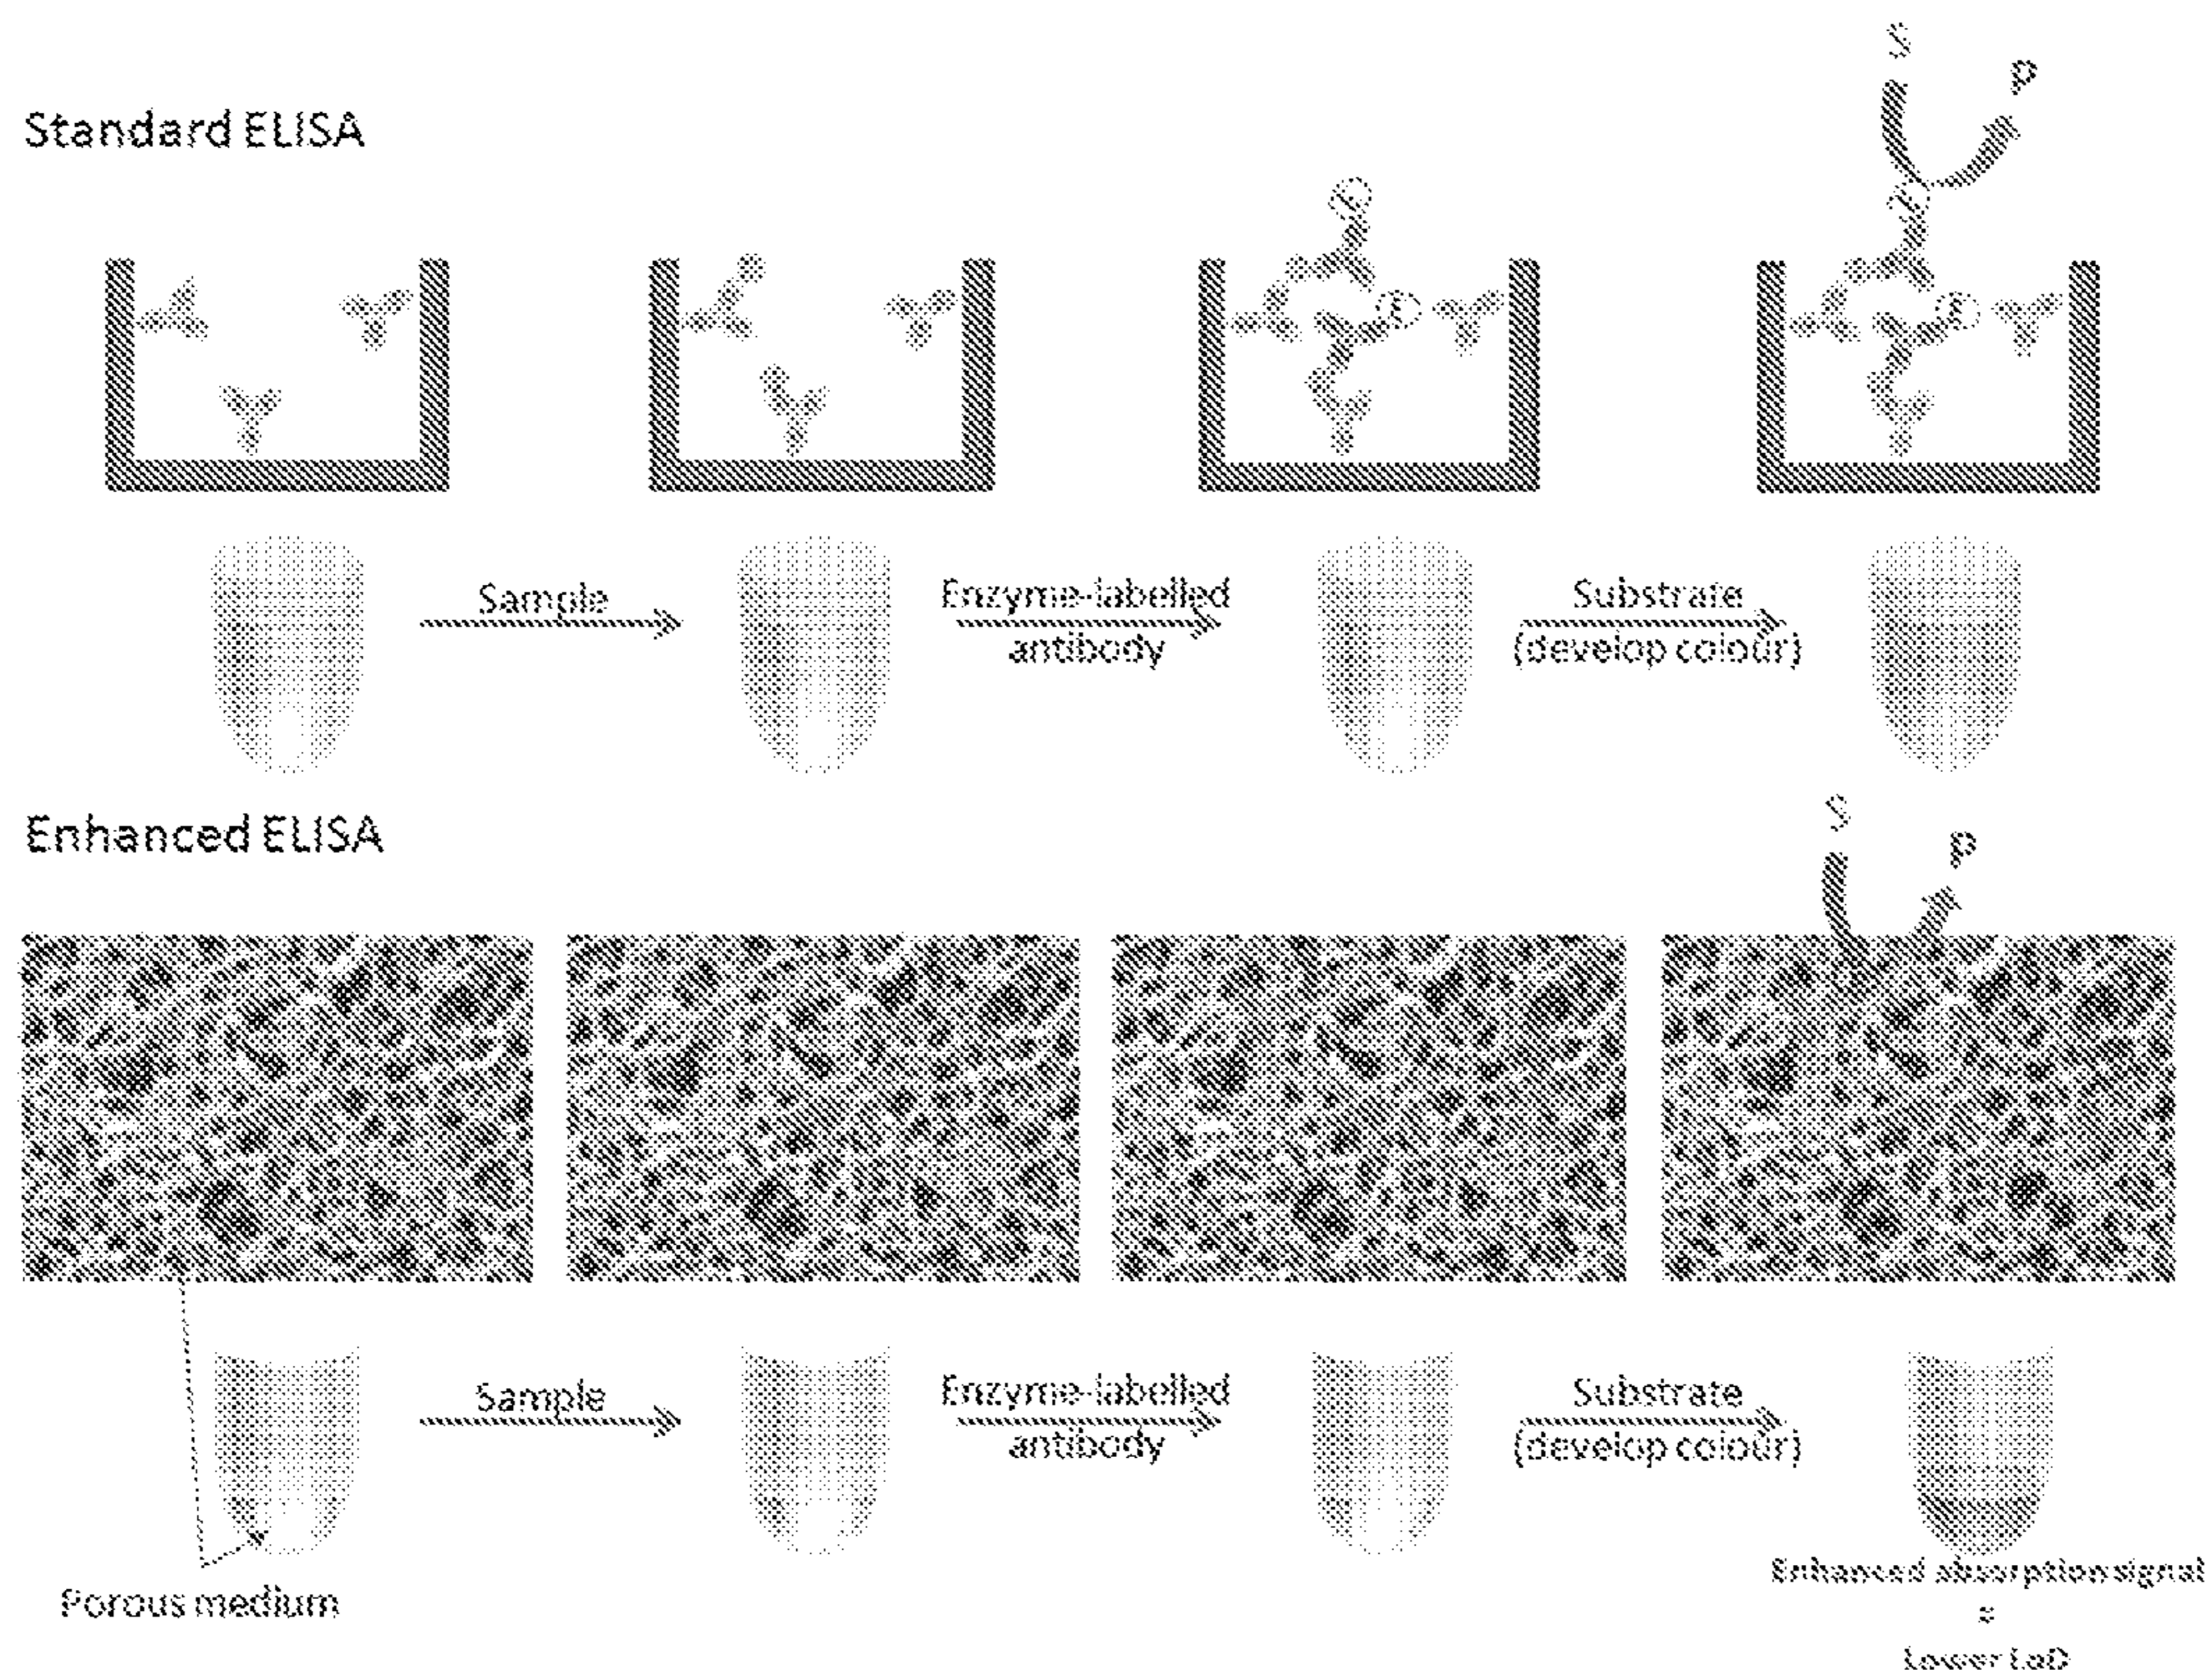 S
P
Standard ELISA
E
E
E
E
Sample
Enzyme-labelled
antibody
Substrate
(develop colour)
S
P
Enhanced ELISA
Sample
Enzyme-labelled
antibody
Substrate
(develop colour)
Porous medium
Enhanced absorption signal
=
Lower LoD